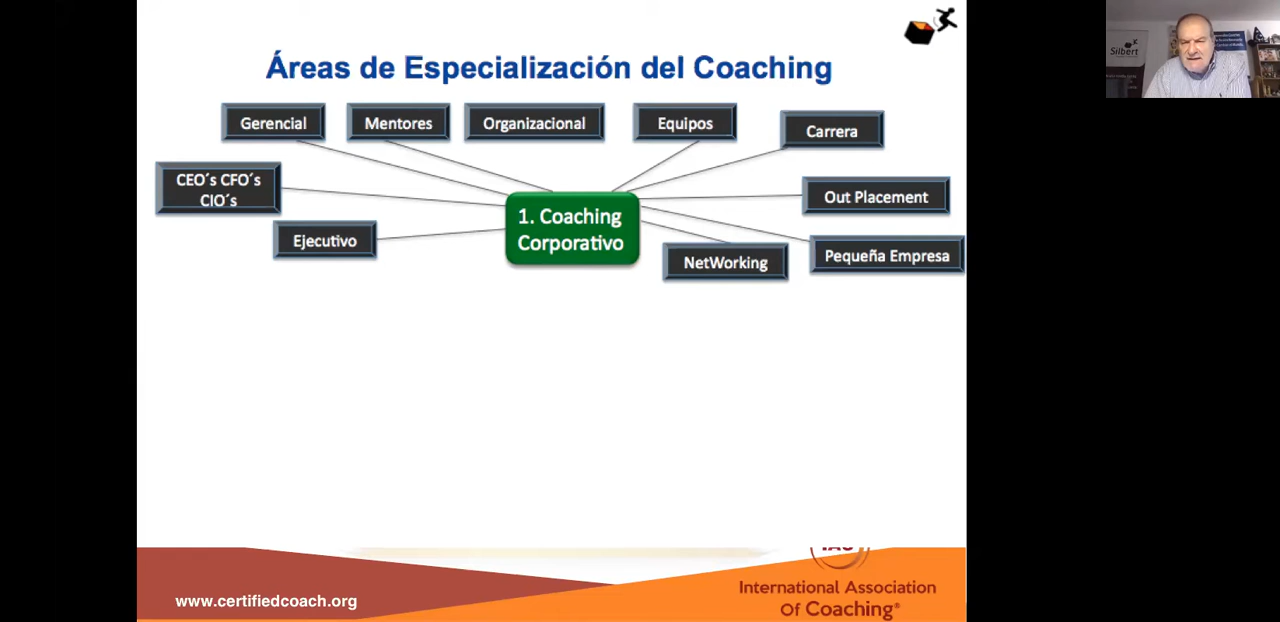 Áreas de Especialización del Coaching
Gerencial
Mentores
Organizacional
Equipos
Carrera
CEO´s CFO´s
CIO´s
Out Placement
1. Coaching
Corporativo
Ejecutivo
NetWorking
Pequeña Empresa
Silbert
www.certifiedcoach.org
International Association
Of Coaching®